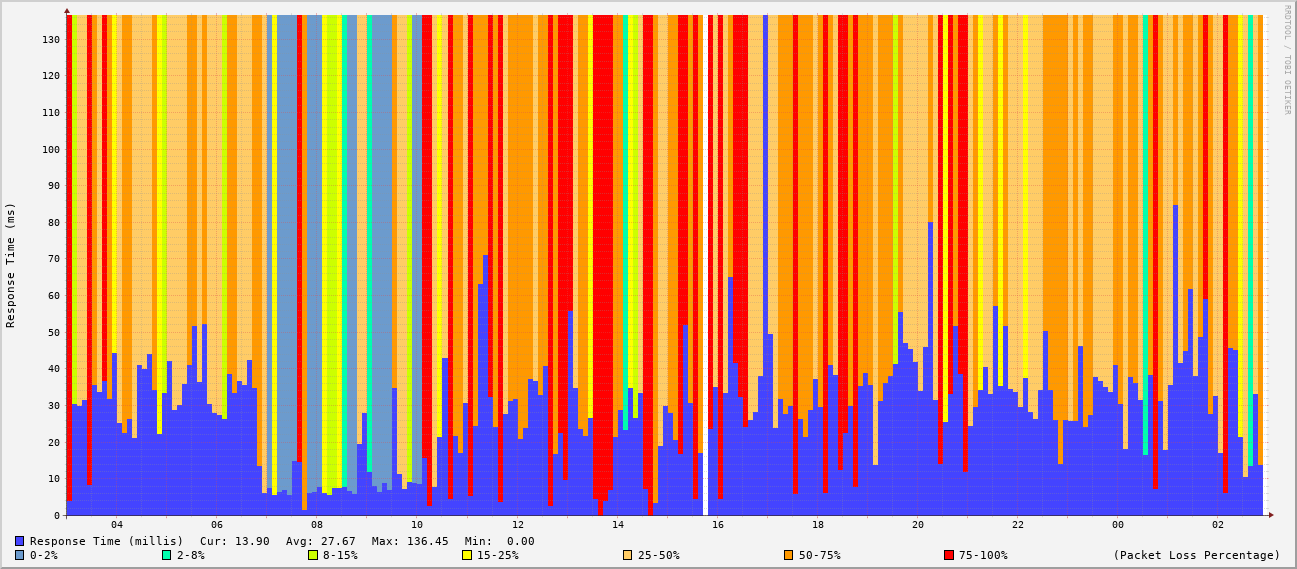 RRDTOOL / TOBI OETIKER
Response Time (ms)
130
120
110
100
90
80
70
60
50
40
30
20
10
0
04 06 08 10 12 14 16 18 20 22 00 02
Response Time (millis) Cur: 13.90 Avg: 27.67 Max: 136.45 Min: 0.00
0-2% 2-8% 8-15% 15-25% 25-50% 50-75% 75-100% (Packet Loss Percentage)